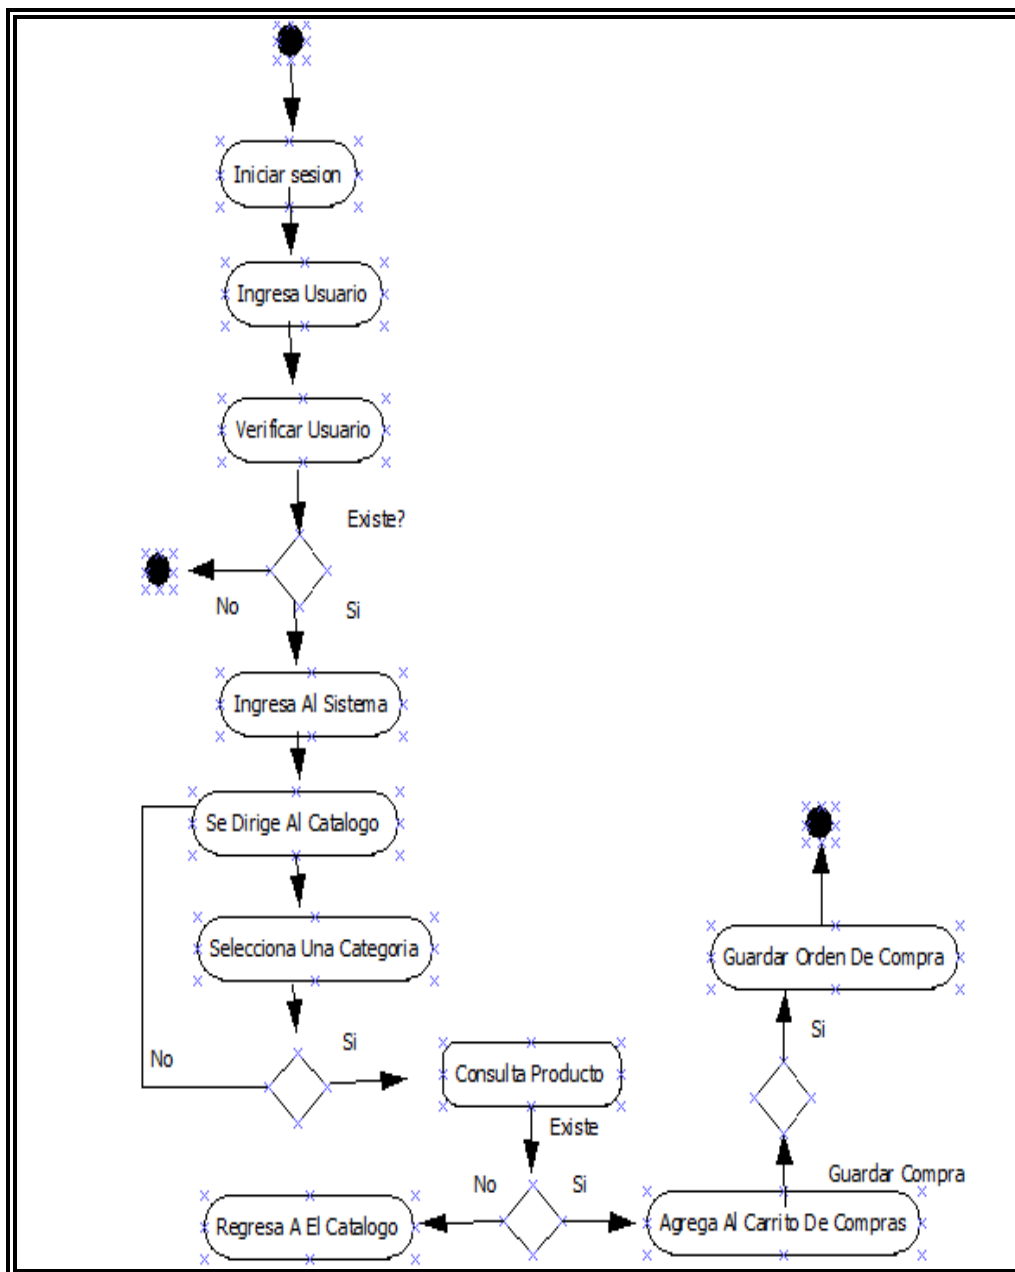 Iniciar sesion
Ingresa Usuario
Verificar Usuario
Existe?
No
Si
Ingresa Al Sistema
Se Dirige Al Catalogo
Selecciona Una Categoria
No
Si
Consulta Producto
Existe
No
Si
Regresa A El Catalogo
Agrega Al Carrito De Compras
Guardar Compra
Si
Guardar Orden De Compra